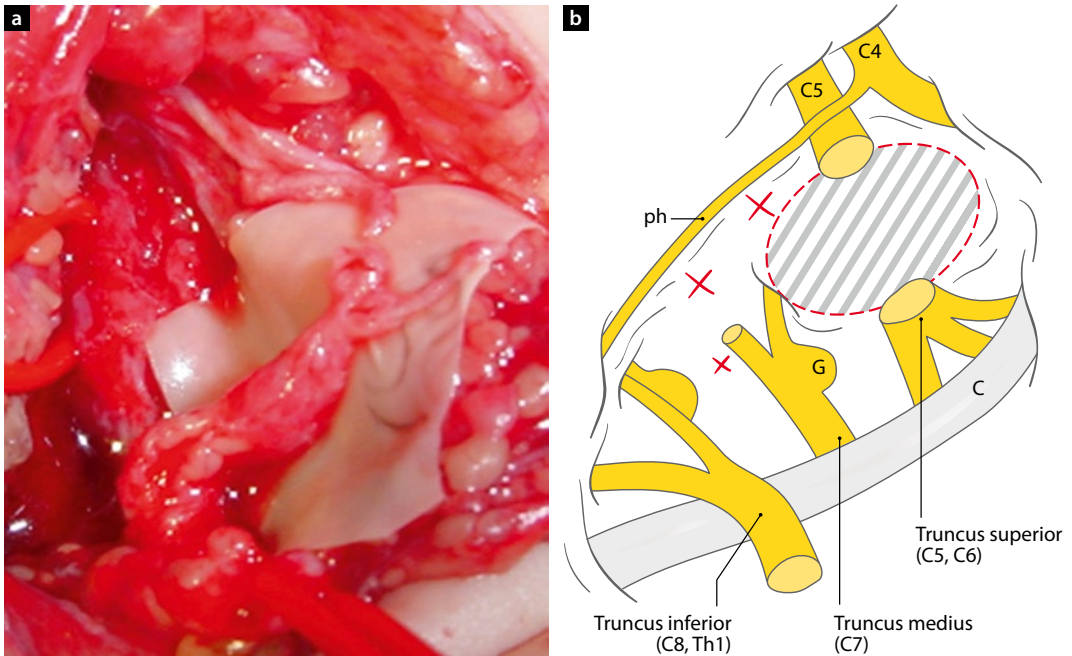 a
b
C4
C5
ph
G
C
Truncus superior
(C5, C6)
Truncus inferior
(C8, Th1)
Truncus medius
(C7)